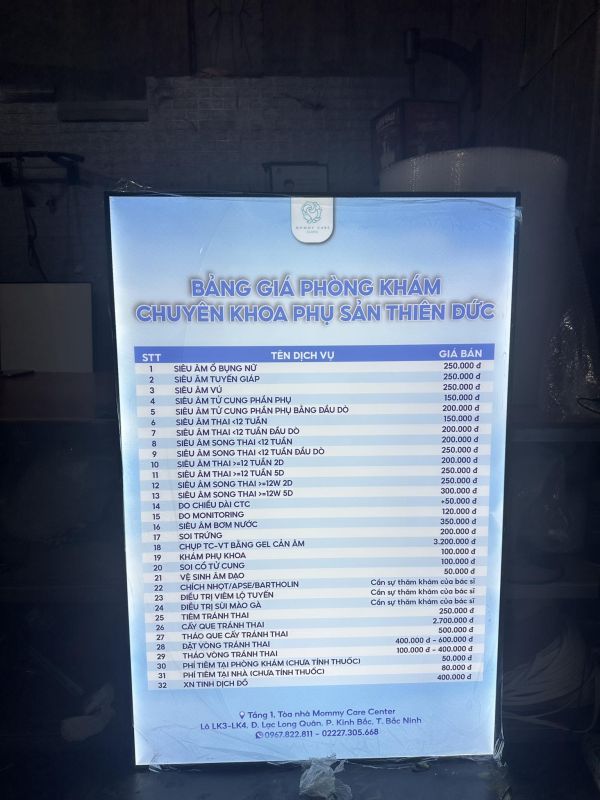 MOMMY CARE
CLINIC
BẢNG GIÁ PHÒNG KHÁM
CHUYÊN KHOA PHỤ SẢN THIÊN ĐỨC
STT TÊN DỊCH VỤ GIÁ BÁN
1 SIÊU ÂM Ổ BỤNG NỮ 250.000 đ
2 SIÊU ÂM TUYẾN GIÁP 250.000 đ
3 SIÊU ÂM VÚ 250.000 đ
4 SIÊU ÂM TỬ CUNG PHẦN PHỤ 150.000 đ
5 SIÊU ÂM TỬ CUNG PHẦN PHỤ BẰNG ĐẦU DÒ 200.000 đ
6 SIÊU ÂM THAI <12 TUẦN 150.000 đ
7 SIÊU ÂM THAI <12 TUẦN ĐẦU DÒ 200.000 đ
8 SIÊU ÂM SONG THAI <12 TUẦN 200.000 đ
9 SIÊU ÂM SONG THAI <12 TUẦN ĐẦU DÒ 250.000 đ
10 SIÊU ÂM THAI >=12 TUẦN 2D 200.000 đ
11 SIÊU ÂM THAI >=12 TUẦN 5D 250.000 đ
12 SIÊU ÂM SONG THAI >=12W 2D 250.000 đ
13 SIÊU ÂM SONG THAI >=12W 5D 300.000 đ
14 ĐO CHIỀU DÀI CTC +50.000 đ
15 ĐO MONITORING 120.000 đ
16 SIÊU ÂM BƠM NƯỚC 350.000 đ
17 SOI TRỨNG 200.000 đ
18 CHỤP TC-VT BẰNG GEL CẢN ÂM 3.200.000 đ
19 KHÁM PHỤ KHOA 100.000 đ
20 SOI CỔ TỬ CUNG 100.000 đ
21 VỆ SINH ÂM ĐẠO 50.000 đ
22 CHÍCH NHỌT/APSE/BARTHOLIN Cần sự thăm khám của bác sĩ
23 ĐIỀU TRỊ VIÊM LỘ TUYẾN Cần sự thăm khám của bác sĩ
24 ĐIỀU TRỊ SÙI MÀO GÀ Cần sự thăm khám của bác sĩ
25 TIÊM TRÁNH THAI 250.000 đ
26 CẤY QUE TRÁNH THAI 2.700.000 đ
27 THÁO QUE CẤY TRÁNH THAI 500.000 đ
28 ĐẶT VÒNG TRÁNH THAI 400.000 đ - 600.000 đ
29 THÁO VÒNG TRÁNH THAI 100.000 đ - 400.000 đ
30 PHÍ TIÊM TẠI PHÒNG KHÁM (CHƯA TÍNH THUỐC) 50.000 đ
31 PHÍ TIÊM TẠI NHÀ (CHƯA TÍNH THUỐC) 80.000 đ
32 XN TINH DỊCH ĐỒ 400.000 đ
Tầng 1, Tòa nhà Mommy Care Center
Lô LK3-LK4, Đ. Lạc Long Quân, P. Kinh Bắc, T. Bắc Ninh
0967.822.811 - 02227.305.668